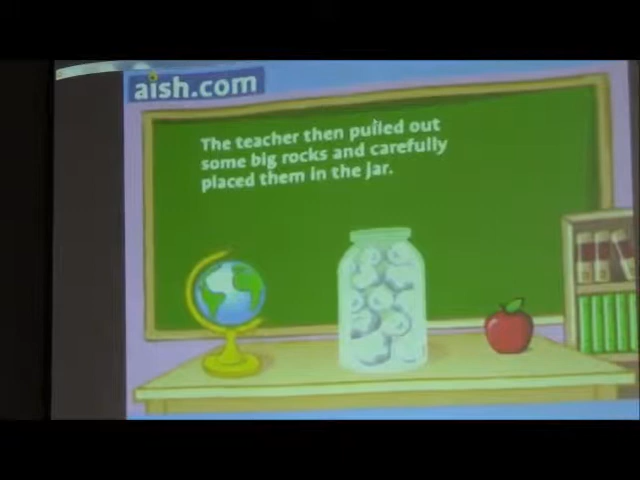 aish.com
The teacher then pulled out
some big rocks and carefully
placed them in the jar.